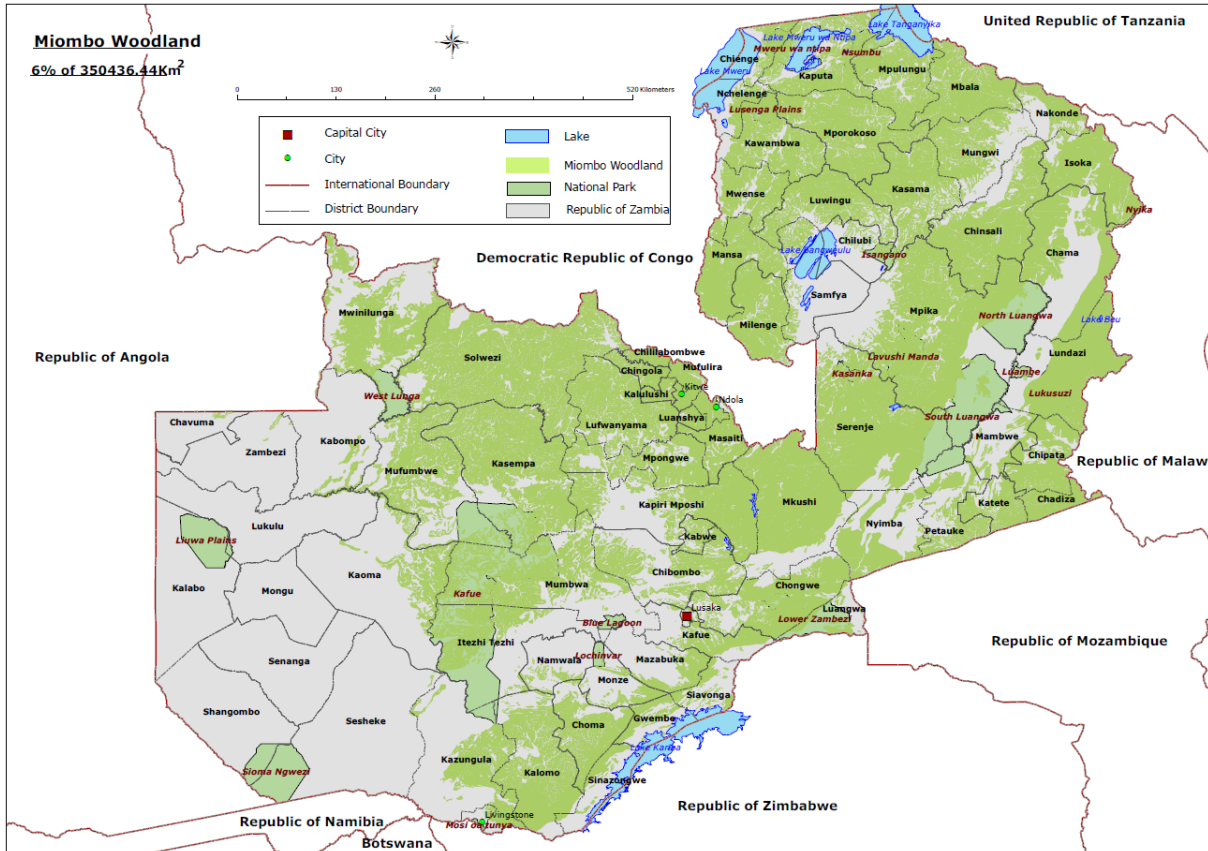 Miombo Woodland
6% of 350436.44Km2
0 130 260 520 Kilometers
Capital City
City
International Boundary
District Boundary
Lake
Miombo Woodland
National Park
Republic of Zambia
United Republic of Tanzania
Democratic Republic of Congo
Republic of Angola
Republic of Malaw
Republic of Mozambique
Republic of Zimbabwe
Republic of Namibia
Botswana
Lake Tanganyika
Lake Mweru wa Ntipa
Mweru wa ntipa
Nsumbu
Chienge
Lake Mweru
Kaputa
Mpulungu
Mbala
Nchelenge
Lusenga Plains
Nakonde
Kawambwa
Mporokoso
Mungwi
Isoka
Mwense
Luwingu
Kasama
Nyika
Chinsali
Mansa
Lake Bangweulu
Chilubi
Isangano
Chama
Samfya
Milenge
Mpika
North Luangwa
Lundazi
Lavushi Manda
Kasanka
Luambe
Lukusuzi
South Luangwa
Serenje
Mambwe
Chipata
Katete
Chadiza
Petauke
Nyimba
Mwinilunga
Solwezi
Chililabombwe
Chingola
Mufulira
Kitwe
Kalulushi
Ndola
Luanshya
Lufwanyama
Masaiti
Mpongwe
West Lunga
Chavuma
Zambezi
Kabompo
Mufumbwe
Kasempa
Kapiri Mposhi
Mkushi
Kabwe
Lukulu
Liuwa Plains
Kalabo
Mongu
Kaoma
Kafue
Mumbwa
Chibombo
Chongwe
Luangwa
Lower Zambezi
Lusaka
Kafue
Blue Lagoon
Itezhi Tezhi
Lochinvar
Namwala
Mazabuka
Monze
Senanga
Shangombo
Sesheke
Siavonga
Gwembe
Choma
Lake Kariba
Sioma Ngwezi
Kazungula
Kalomo
Sinazongwe
Livingstone
Mosi oa tunya